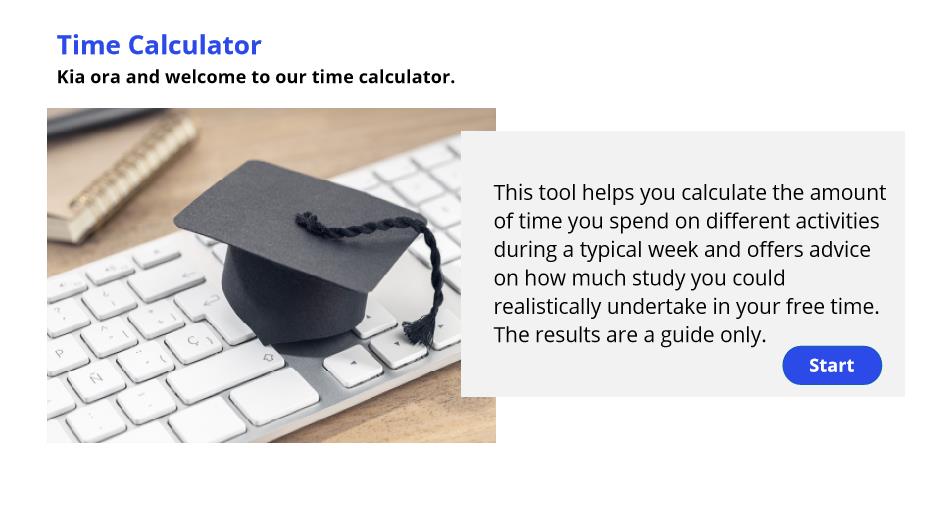 Time Calculator
Kia ora and welcome to our time calculator.
This tool helps you calculate the amount
of time you spend on different activities
during a typical week and offers advice
on how much study you could
realistically undertake in your free time.
The results are a guide only.
Start
P
Ñ
Ç